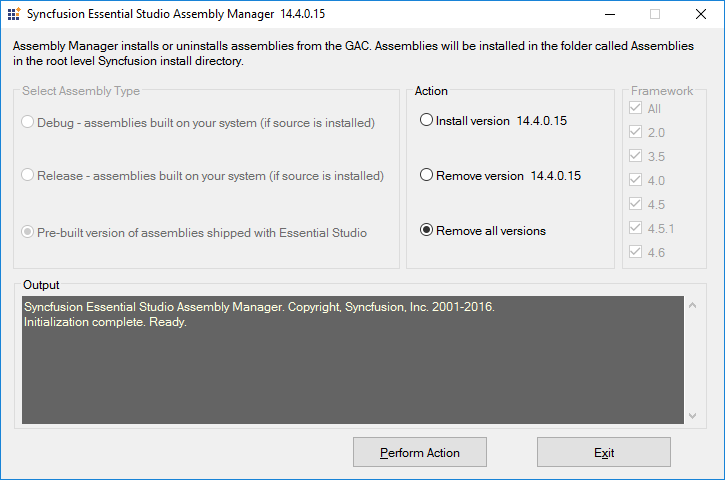 Syncfusion Essential Studio Assembly Manager 14.4.0.15
Assembly Manager installs or uninstalls assemblies from the GAC. Assemblies will be installed in the folder called Assemblies
in the root level Syncfusion install directory.
Select Assembly Type
Debug - assemblies built on your system (if source is installed)
Release - assemblies built on your system (if source is installed)
Pre-built version of assemblies shipped with Essential Studio
Action
Install version 14.4.0.15
Remove version 14.4.0.15
Remove all versions
Framework
All
2.0
3.5
4.0
4.5
4.5.1
4.6
Output
Syncfusion Essential Studio Assembly Manager. Copyright, Syncfusion, Inc. 2001-2016.
Initialization complete. Ready.
Perform Action
Exit